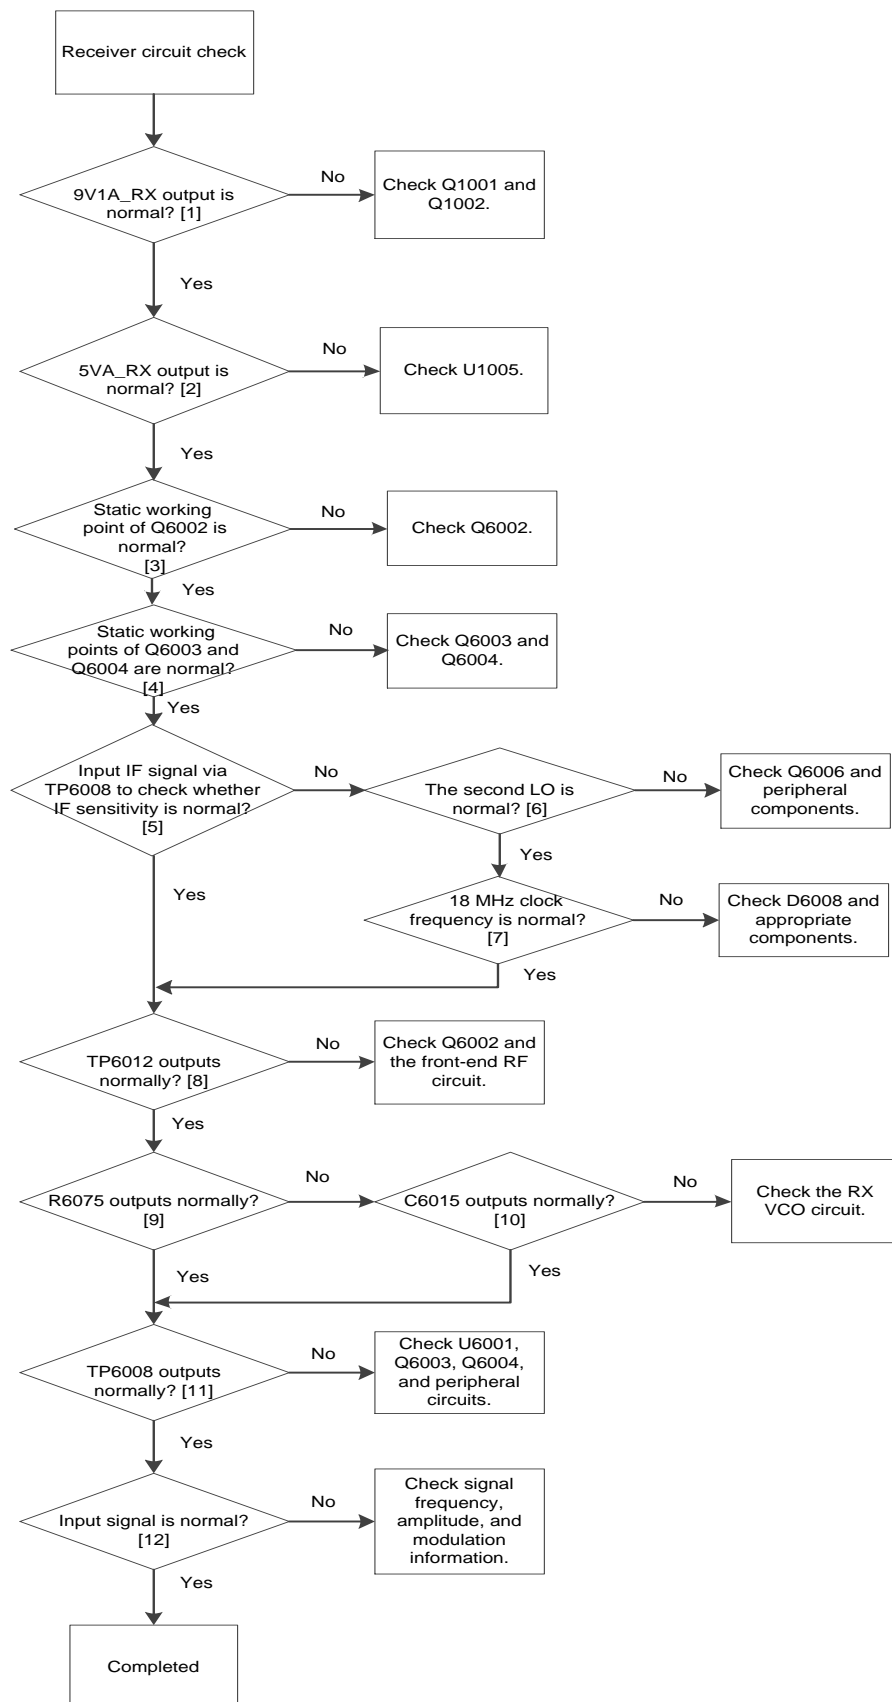 Receiver circuit check
9V1A_RX output is
normal? [1]
No
Check Q1001 and
Q1002.
Yes
5VA_RX output is
normal? [2]
No
Check U1005.
Yes
Static working
point of Q6002 is
normal?
[3]
No
Check Q6002.
Yes
Static working
points of Q6003 and
Q6004 are normal?
[4]
No
Check Q6003 and
Q6004.
Yes
Input IF signal via
TP6008 to check whether
IF sensitivity is normal?
[5]
No
The second LO is
normal? [6]
No
Check Q6006 and
peripheral
components.
Yes
Yes
18 MHz clock
frequency is normal?
[7]
No
Check D6008 and
appropriate
components.
Yes
TP6012 outputs
normally? [8]
No
Check Q6002 and
the front-end RF
circuit.
Yes
R6075 outputs normally?
[9]
No
C6015 outputs normally?
[10]
No
Check the RX
VCO circuit.
Yes
Yes
TP6008 outputs
normally? [11]
No
Check U6001,
Q6003, Q6004,
and peripheral
circuits.
Yes
Input signal is normal?
[12]
No
Check signal
frequency,
amplitude, and
modulation
information.
Yes
Completed